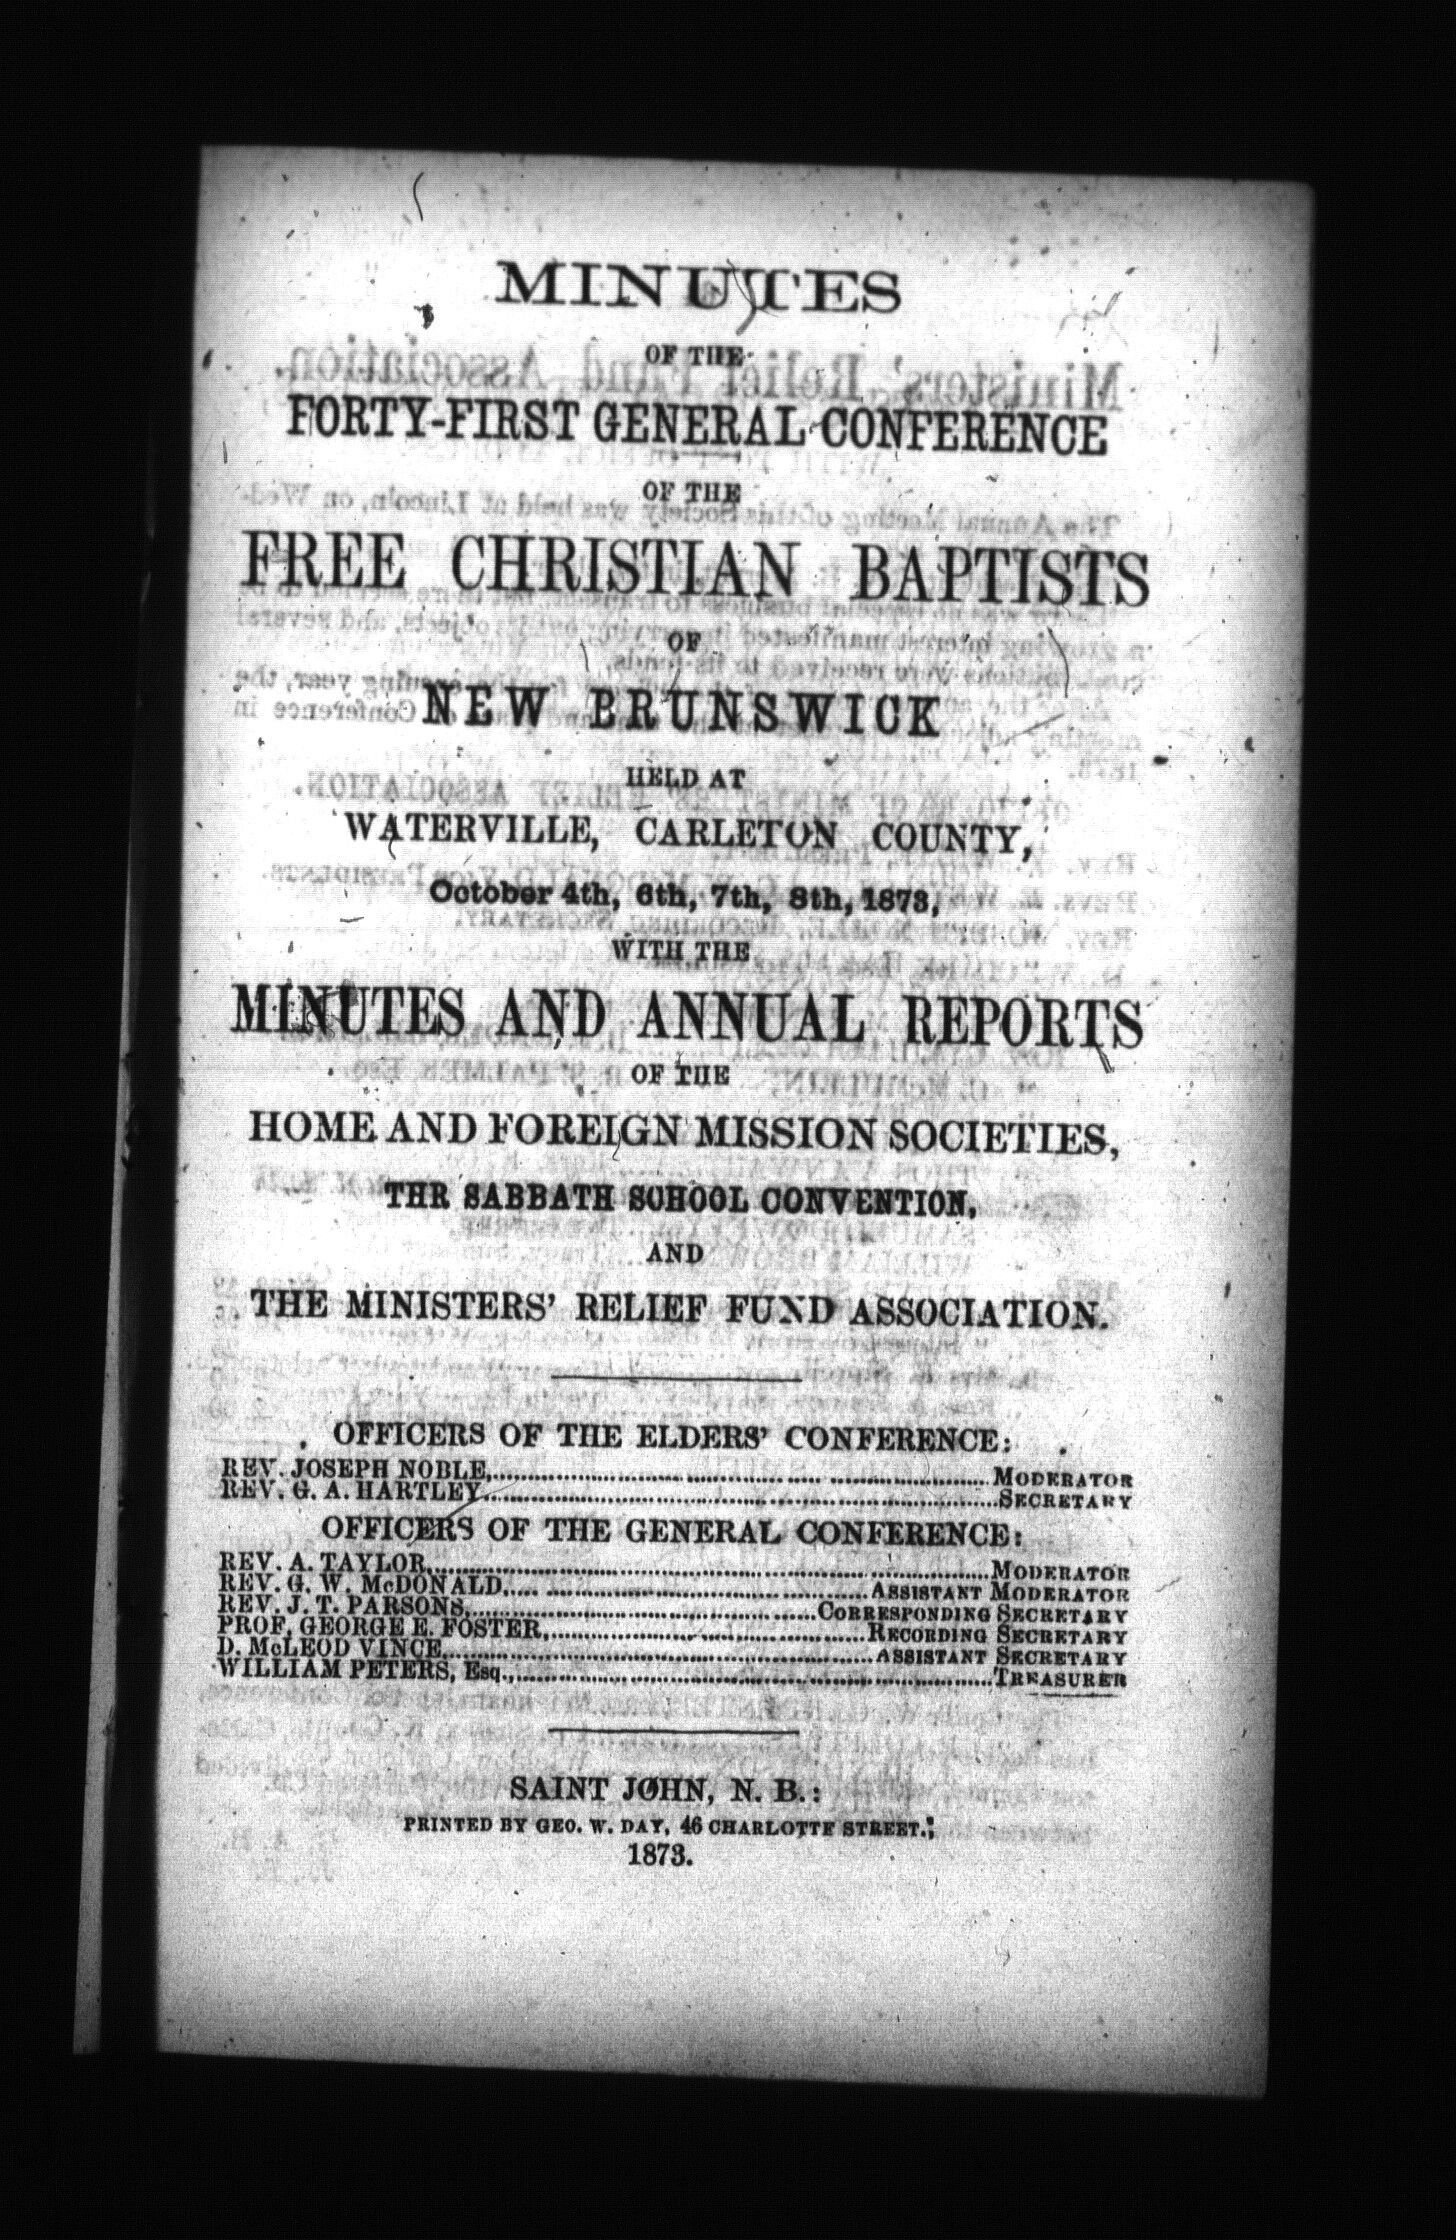 MINUTES
OF THE
FORTY-FIRST GENERAL CONFERENCE
OF THE
FREE CHRISTIAN BAPTISTS
OF
NEW BRUNSWICK
HELD AT
WATERVILLE, CARLETON COUNTY,
October 4th, 6th, 7th, 8th, 1873,
WITH THE
MINUTES AND ANNUAL REPORTS
OF THE
HOME AND FOREIGN MISSION SOCIETIES,
THR SABBATH SCHOOL CONVENTION,
AND
THE MINISTERS' RELIEF FUND ASSOCIATION.
OFFICERS OF THE ELDERS' CONFERENCE:
REV. JOSEPH NOBLE, MODERATOR
REV. G. A. HARTLEY SECRETARY
OFFICERS OF THE GENERAL CONFERENCE:
REV. A. TAYLOR, MODERATOR
REV. G. W. McDONALD, ASSISTANT MODERATOR
REV. J. T. PARSONS, CORRESPONDING SECRETARY
PROF. GEORGE E. FOSTER, RECORDING SECRETARY
D. McLEOD VINCE, ASSISTANT SECRETARY
WILLIAM PETERS, Esq., TREASURER
SAINT JOHN, N. B.:
PRINTED BY GEO. W. DAY, 46 CHARLOTTE STREET.
1873.